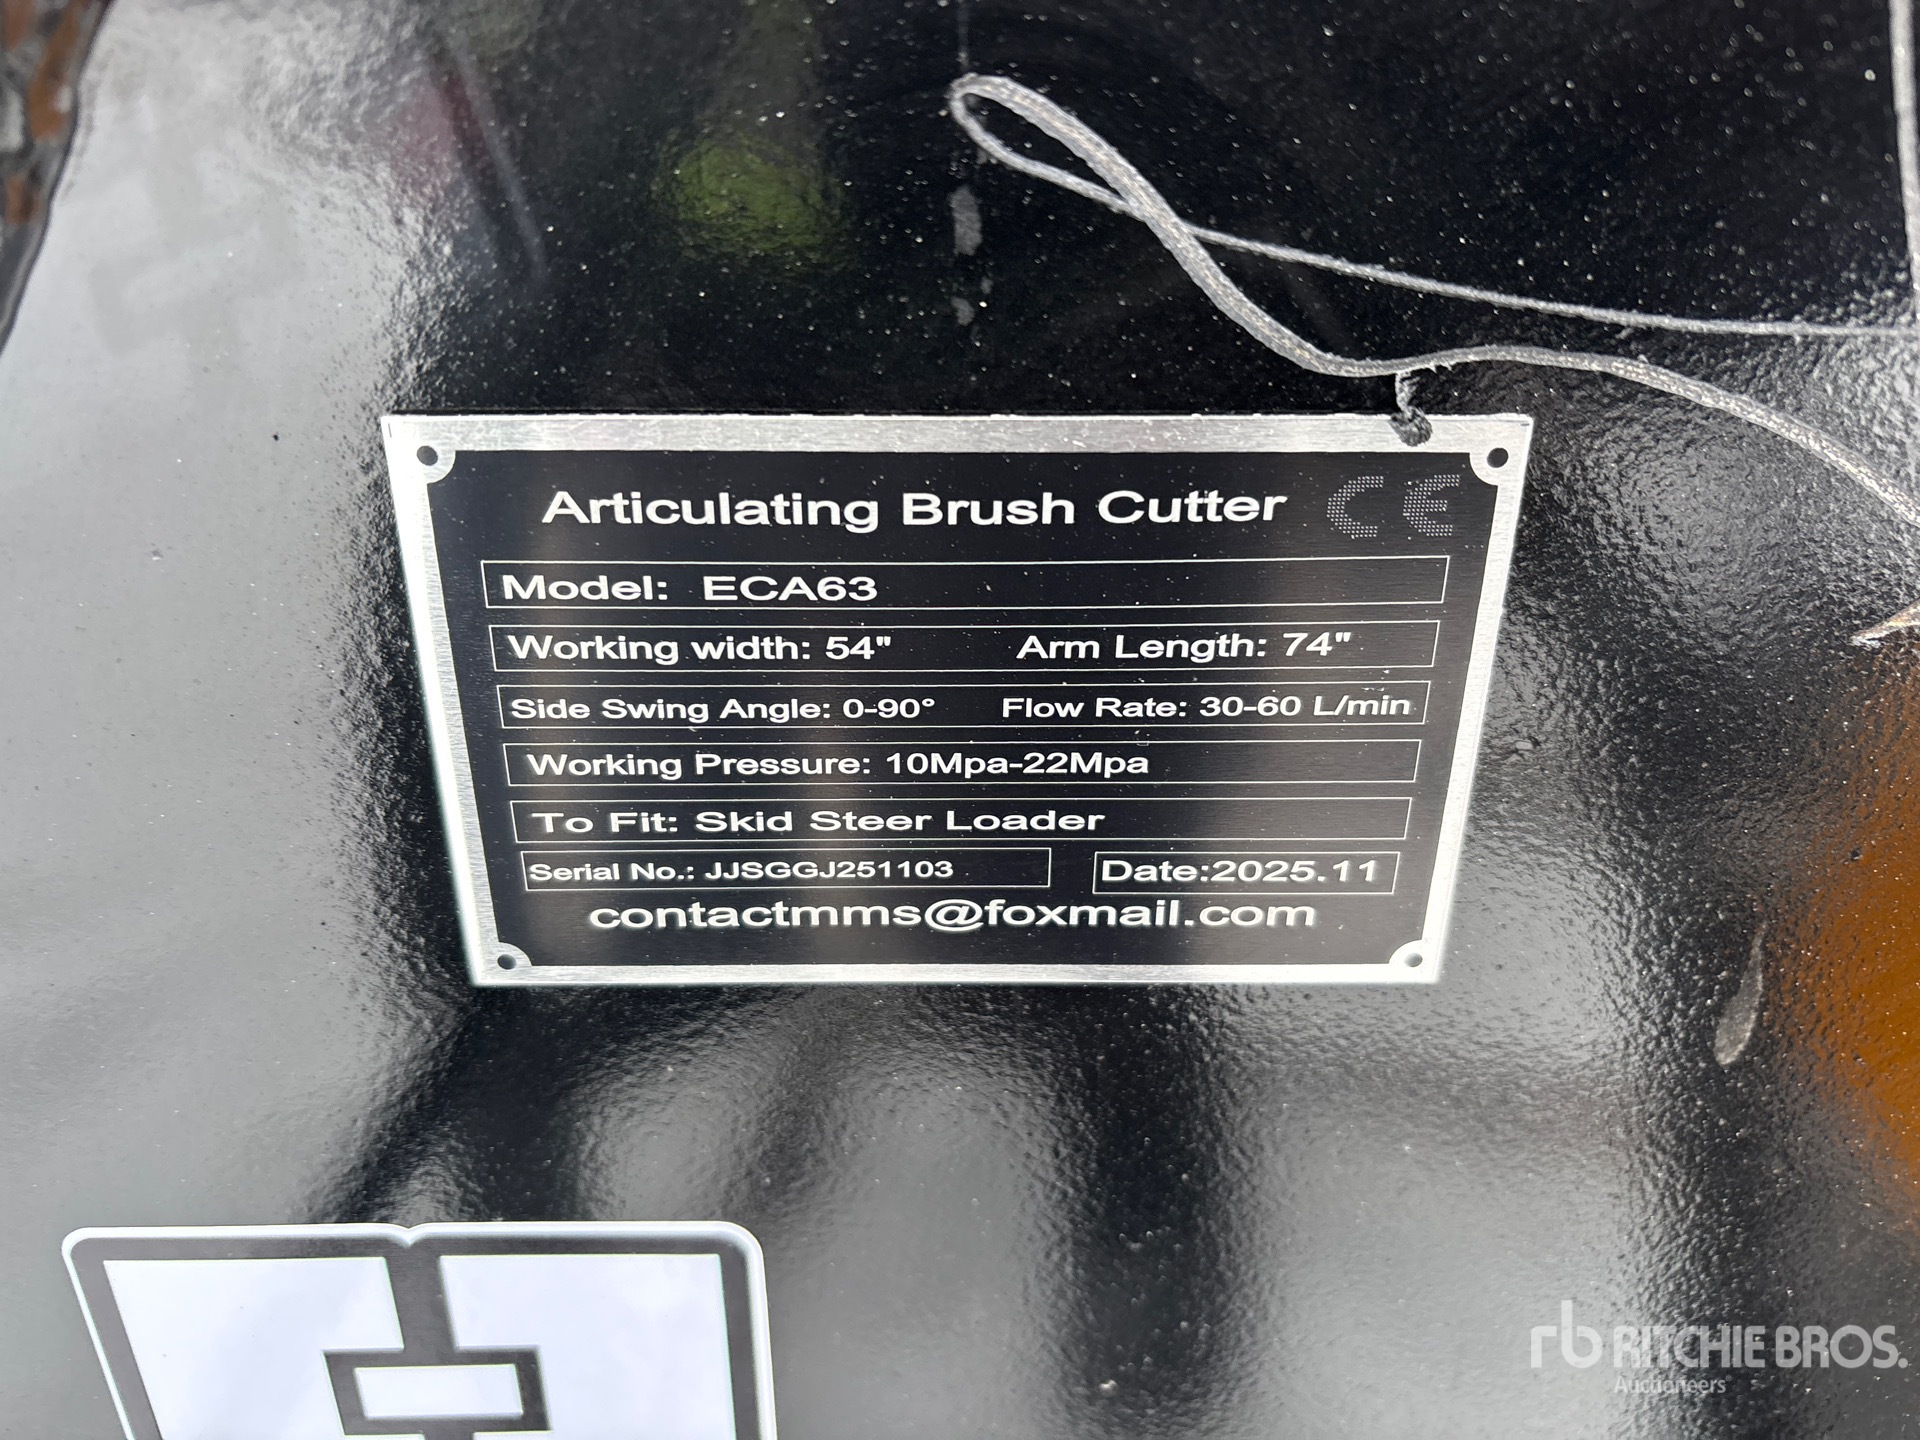 Articulating Brush Cutter CE
Model: ECA63
Working width: 54" Arm Length: 74"
Side Swing Angle: 0-90° Flow Rate: 30-60 L/min
Working Pressure: 10Mpa-22Mpa
To Fit: Skid Steer Loader
Serial No.: JJSGGJ251103 Date:2025.11
contactmms@foxmail.com
rb RITCHIE BROS.
Auctioneers